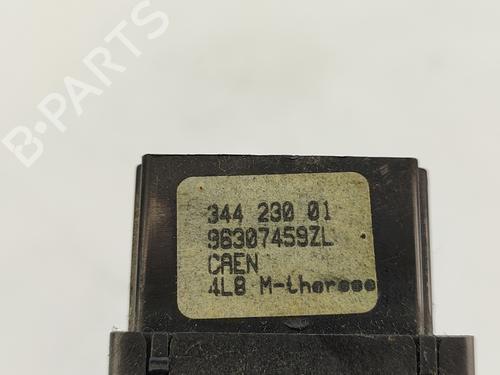 B-PARTS
344 230 01
96307459ZL
CAEN
4L8 M-therese